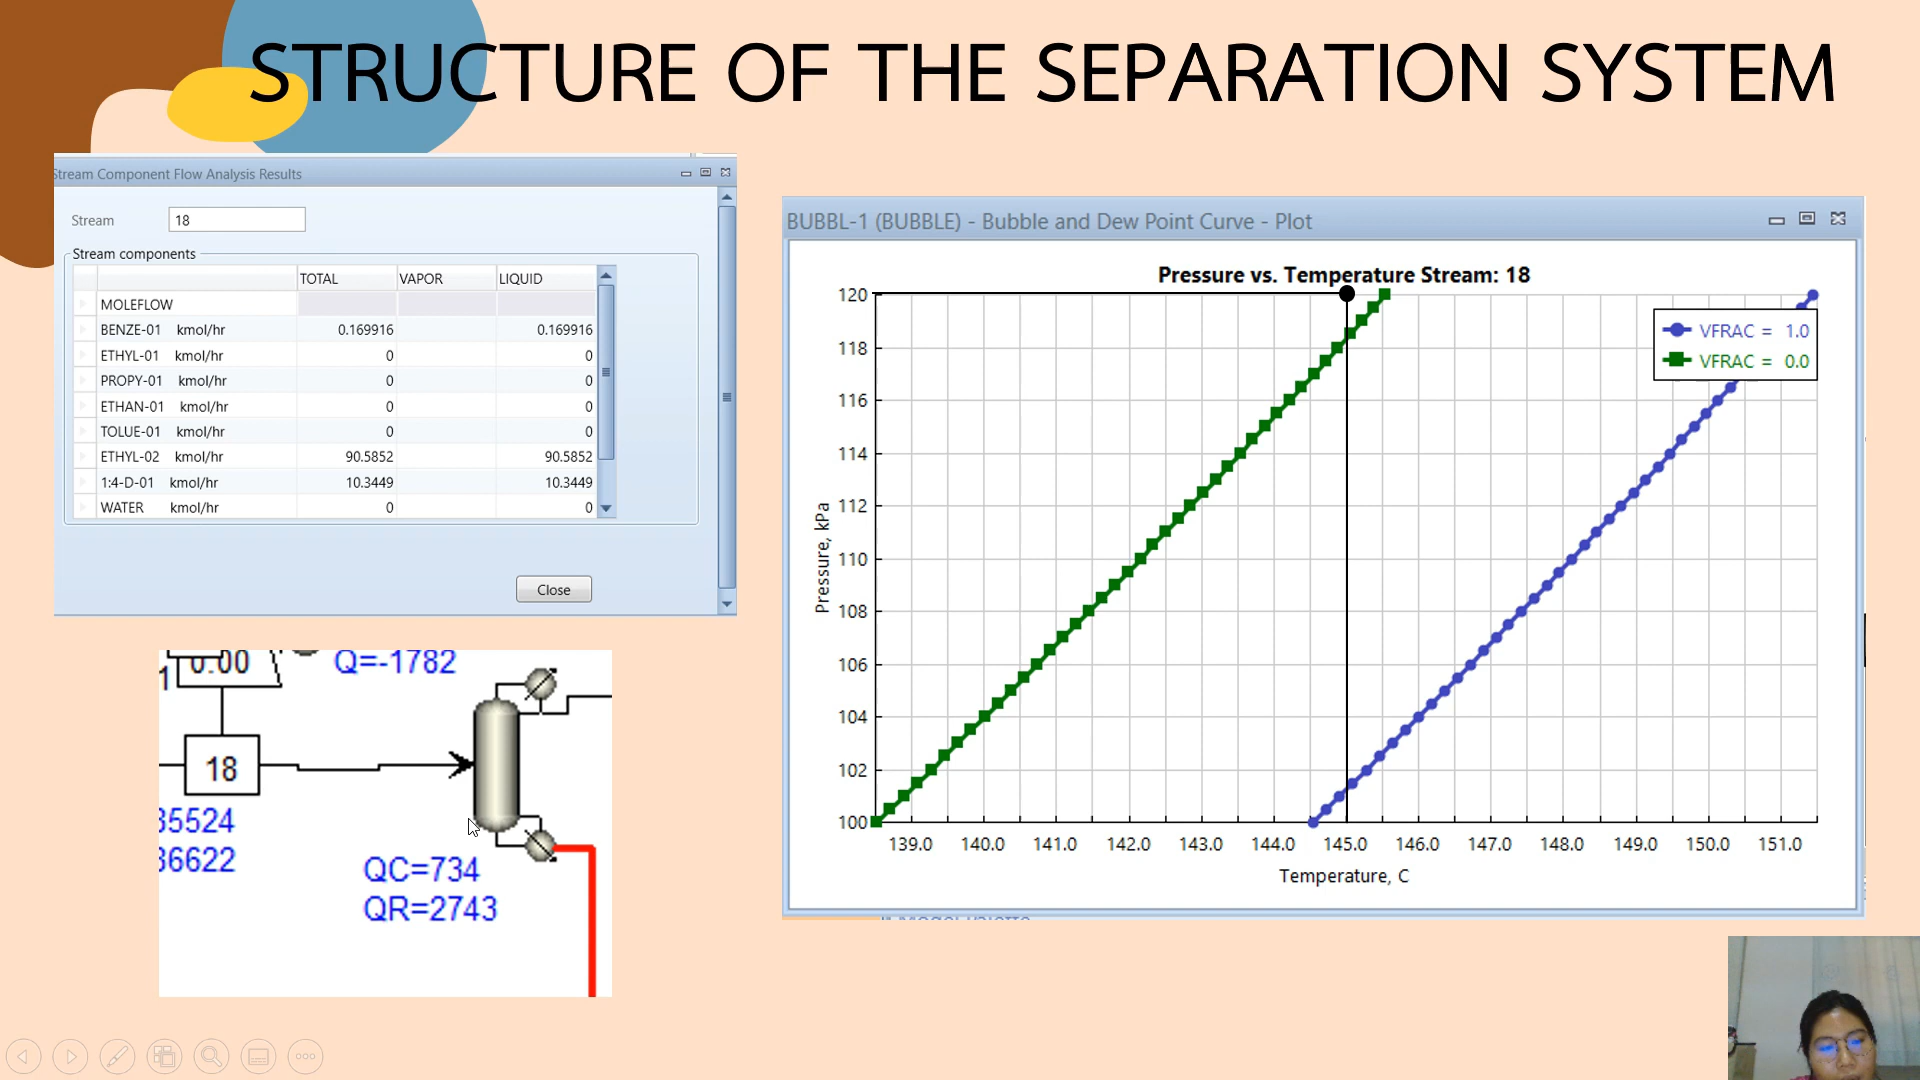 STRUCTURE OF THE SEPARATION SYSTEM
Stream Component Flow Analysis Results
Stream 18
Stream components
TOTAL VAPOR LIQUID
MOLEFLOW
BENZE-01 kmol/hr 0.169916 0.169916
ETHYL-01 kmol/hr 0 0
PROPY-01 kmol/hr 0 0
ETHAN-01 kmol/hr 0 0
TOLUE-01 kmol/hr 0 0
ETHYL-02 kmol/hr 90.5852 90.5852
1:4-D-01 kmol/hr 10.3449 10.3449
WATER kmol/hr 0 0
Close
BUBBL-1 (BUBBLE) - Bubble and Dew Point Curve - Plot
Pressure vs. Temperature Stream: 18
VFRAC = 1.0
VFRAC = 0.0
120
118
116
114
112
110
108
106
104
102
100
Pressure, kPa
139.0 140.0 141.0 142.0 143.0 144.0 145.0 146.0 147.0 148.0 149.0 150.0 151.0
Temperature, C
1 0.00 Q=-1782
18
35524
36622
QC=734
QR=2743